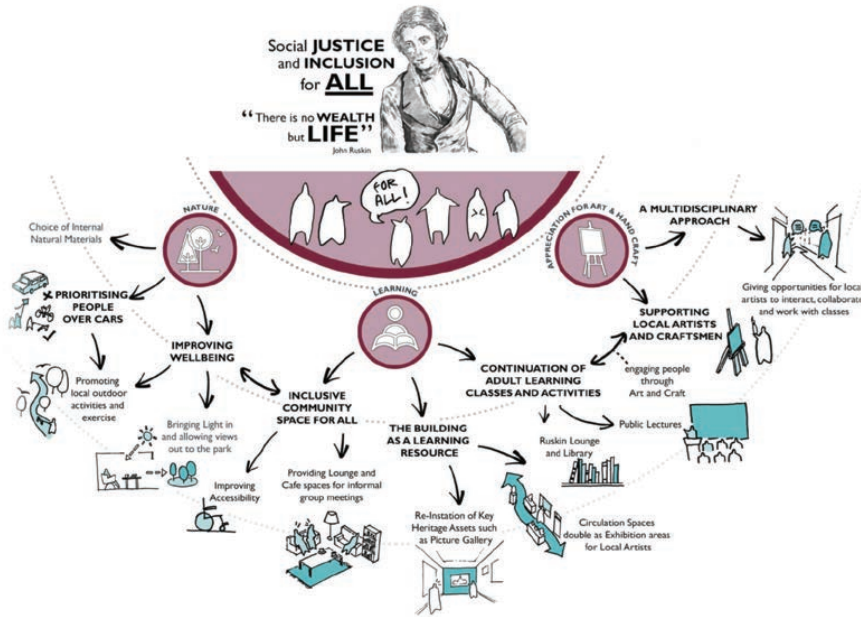 Social JUSTICE
and INCLUSION
for ALL
“There is no WEALTH
but LIFE”
John Ruskin
FOR
ALL!
NATURE
Choice of Internal
Natural Materials
PRIORITISING
PEOPLE
OVER CARS
Promoting
local outdoor
activities and
exercise
IMPROVING
WELLBEING
Bringing Light in
and allowing views
out to the park
LEARNING
INCLUSIVE
COMMUNITY
SPACE FOR ALL
Improving
Accessibility
Providing Lounge and
Cafe spaces for informal
group meetings
THE BUILDING
AS A LEARNING
RESOURCE
Re-Instation of Key
Heritage Assets such
as Picture Gallery
Circulation Spaces
double as Exhibition areas
for Local Artists
CONTINUATION OF
ADULT LEARNING
CLASSES AND ACTIVITIES
Ruskin Lounge
and Library
Public Lectures
APPRECIATION FOR ART & HAND CRAFT
A MULTIDISCIPLINARY
APPROACH
Giving opportunities for local
artists to interact, collaborate
and work with classes
SUPPORTING
LOCAL ARTISTS
AND CRAFTSMEN
engaging people
through
Art and Craft